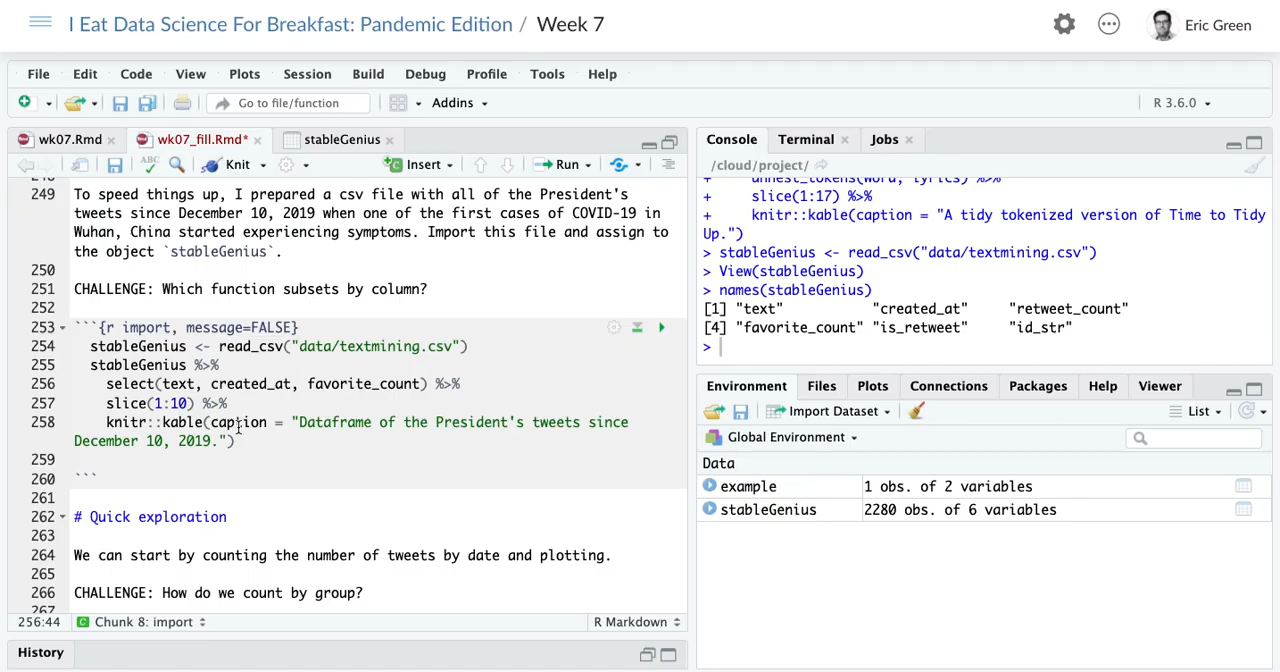 I Eat Data Science For Breakfast: Pandemic Edition / Week 7
Eric Green
File Edit Code View Plots Session Build Debug Profile Tools Help
Go to file/function Addins R 3.6.0
wk07.Rmd wk07_fill.Rmd* stableGenius
ABC Knit Insert Run
249 To speed things up, I prepared a csv file with all of the President's
tweets since December 10, 2019 when one of the first cases of COVID-19 in
Wuhan, China started experiencing symptoms. Import this file and assign to
the object `stableGenius`.
250
251 CHALLENGE: Which function subsets by column?
252
253 ```{r import, message=FALSE}
254 stableGenius <- read_csv("data/textmining.csv")
255 stableGenius %>%
256 select(text, created_at, favorite_count) %>%
257 slice(1:10) %>%
258 knitr::kable(caption = "Dataframe of the President's tweets since
December 10, 2019.")
259
260 ```
261
262 # Quick exploration
263
264 We can start by counting the number of tweets by date and plotting.
265
266 CHALLENGE: How do we count by group?
267
256:44 Chunk 8: import R Markdown
History
Console Terminal Jobs
/cloud/project/
+ unnest_tokens(word, lyrics) %>%
+ slice(1:17) %>%
+ knitr::kable(caption = "A tidy tokenized version of Time to Tidy
Up.")
> stableGenius <- read_csv("data/textmining.csv")
> View(stableGenius)
> names(stableGenius)
[1] "text" "created_at" "retweet_count"
[4] "favorite_count" "is_retweet" "id_str"
>
Environment Files Plots Connections Packages Help Viewer
Import Dataset List
Global Environment
Data
example 1 obs. of 2 variables
stableGenius 2280 obs. of 6 variables